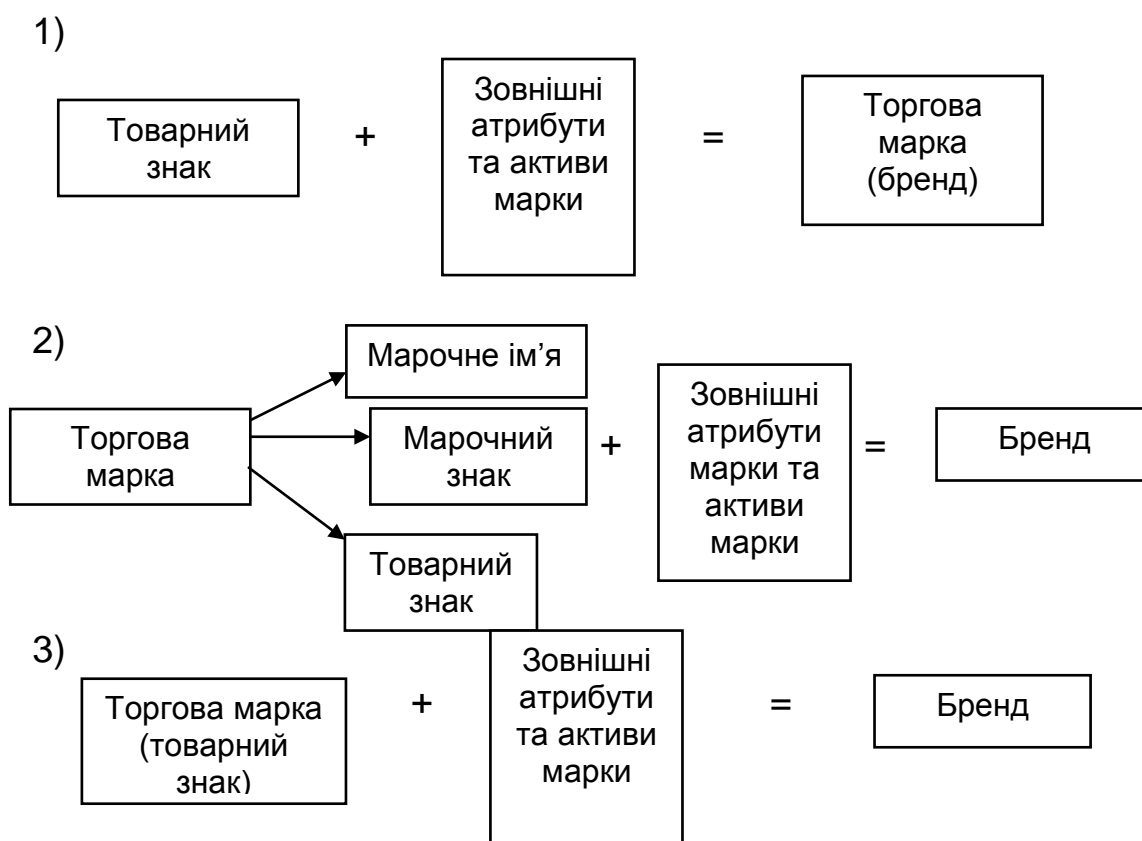 1)
Товарний
знак
+
Зовнішні
атрибути
та активи
марки
=
Торгова
марка
(бренд)
2)
Торгова
марка
Марочне ім’я
Марочний
знак
Товарний
знак
+
Зовнішні
атрибути
марки та
активи
марки
=
Бренд
3)
Торгова марка
(товарний
знак)
+
Зовнішні
атрибути
та активи
марки
=
Бренд